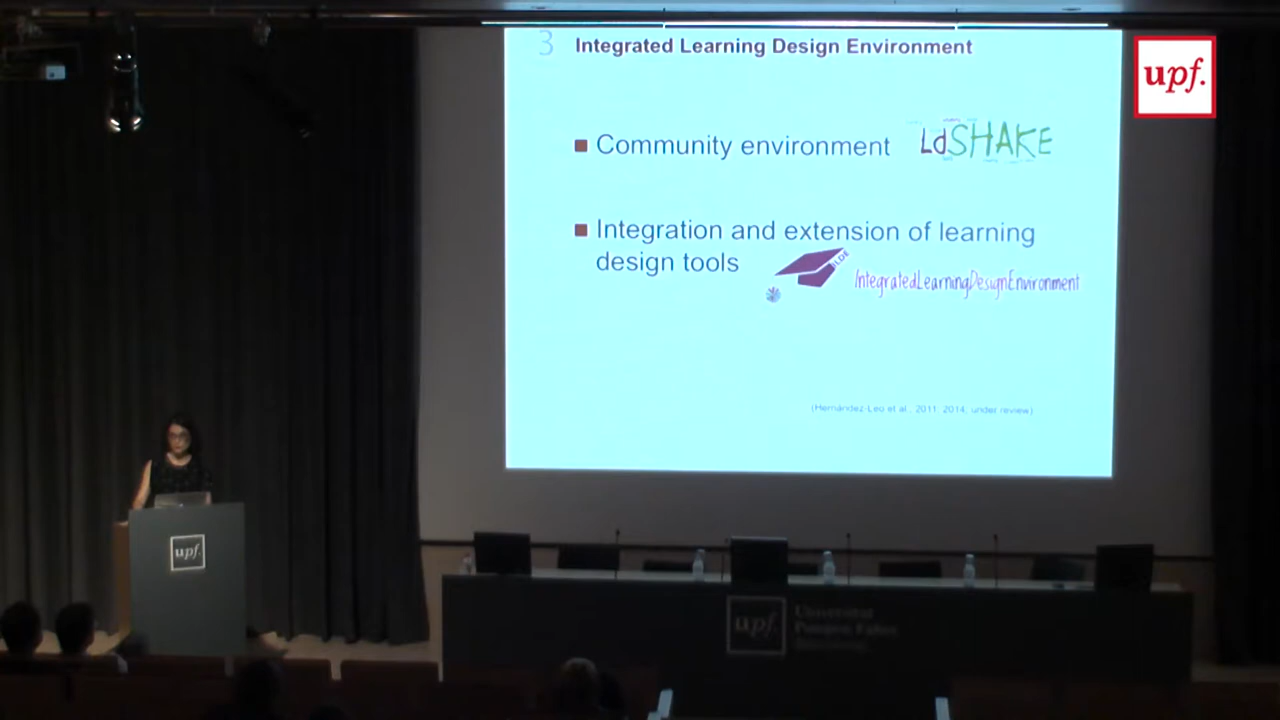 3 Integrated Learning Design Environment
upf.
Community environment LdSHAKE
Integration and extension of learning
design tools
ILDE
IntegratedLearningDesignEnvironment
(Hernández-Leo et al., 2011, 2014, under review)
upf.
upf.
Universitat
Pompeu Fabra